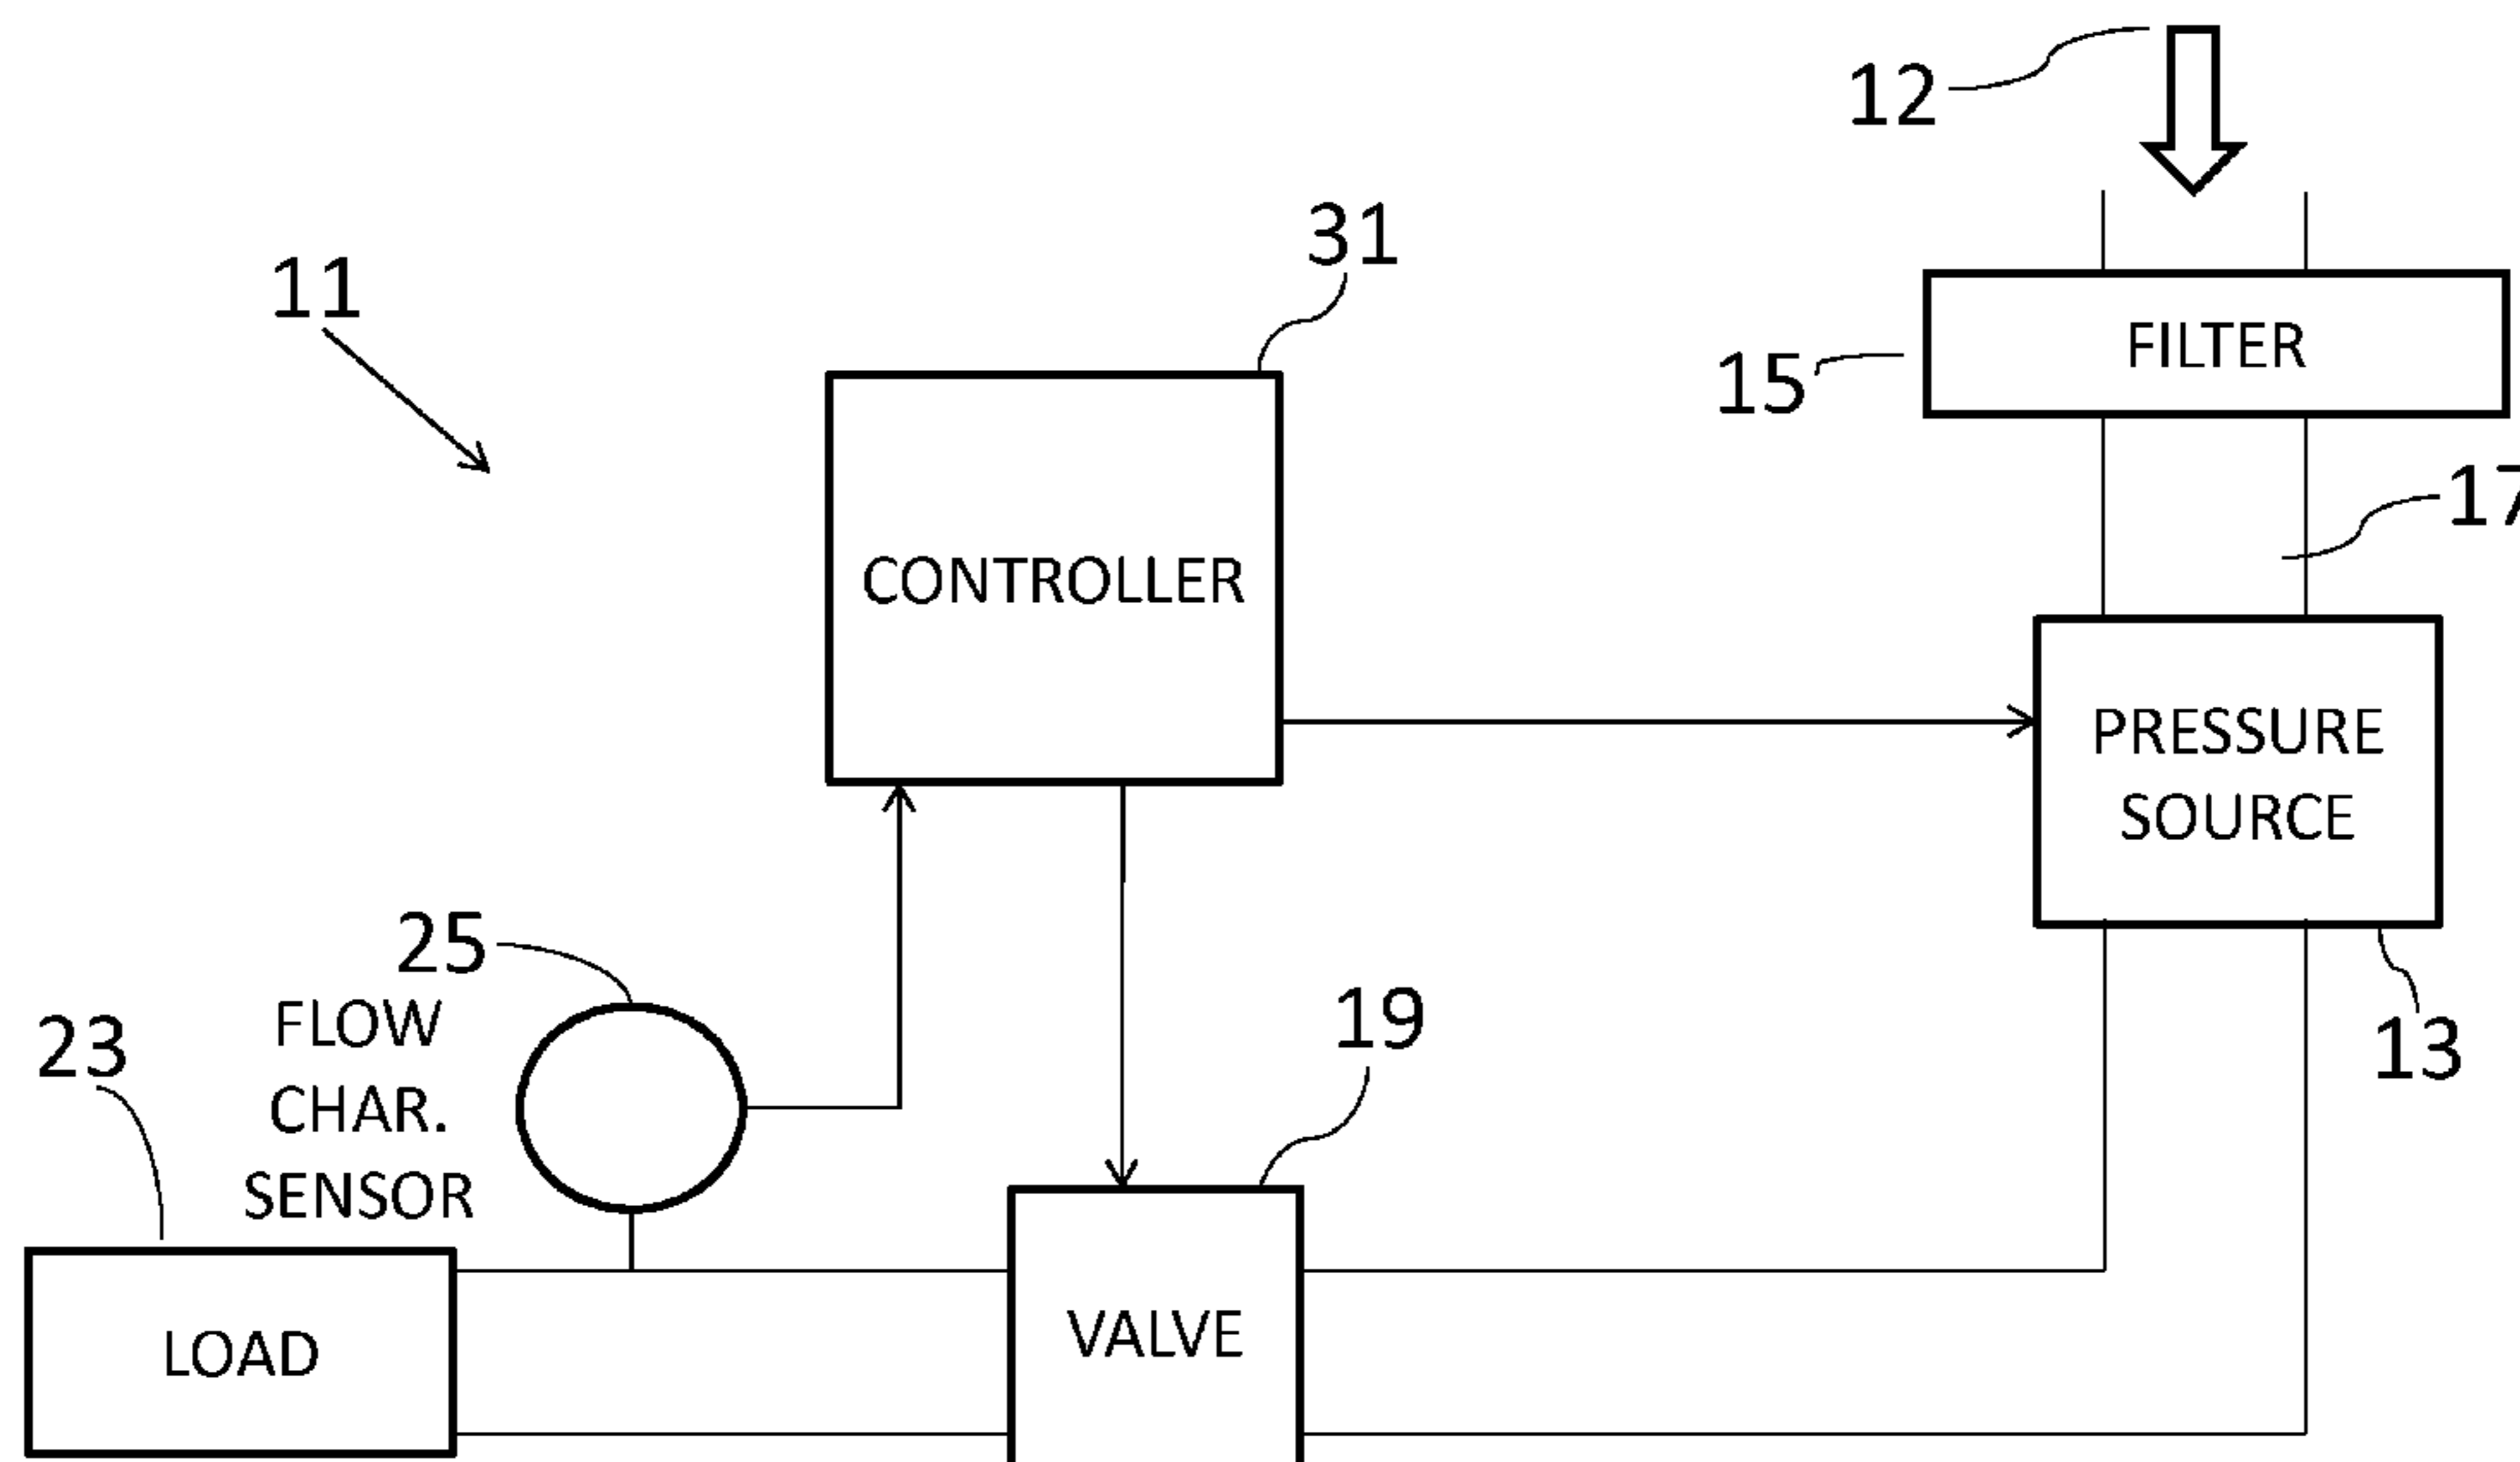 12
31
11
FILTER
15
17
CONTROLLER
PRESSURE
SOURCE
25
19
FLOW
CHAR.
SENSOR
23
13
VALVE
LOAD